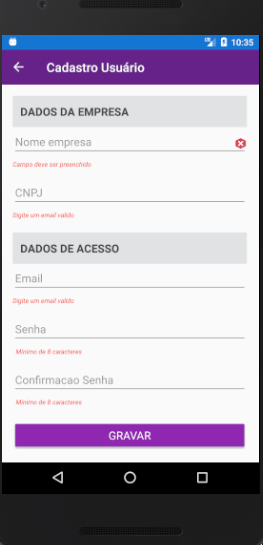 10:35
Cadastro Usuário
DADOS DA EMPRESA
Nome empresa
Campo deve ser preenchido
CNPJ
Digite um email valido
DADOS DE ACESSO
Email
Digite um email valido
Senha
Minimo de 8 caracteres
Confirmacao Senha
Minimo de 8 caracteres
GRAVAR